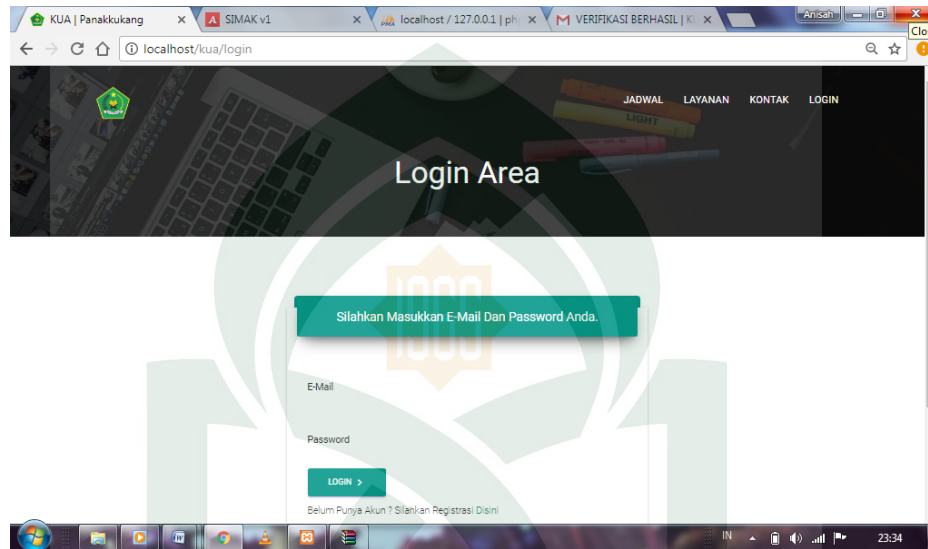 KUA | Panakkukang
SIMAK v1
localhost / 127.0.0.1 | ph
VERIFIKASI BERHASIL | K
Anisah
Clo
localhost/kua/login
JADWAL LAYANAN KONTAK LOGIN
LIGHT
Login Area
Silahkan Masukkan E-Mail Dan Password Anda.
E-Mail
Password
LOGIN >
Belum Punya Akun ? Silankan Registrasi Disini
IN
23:34